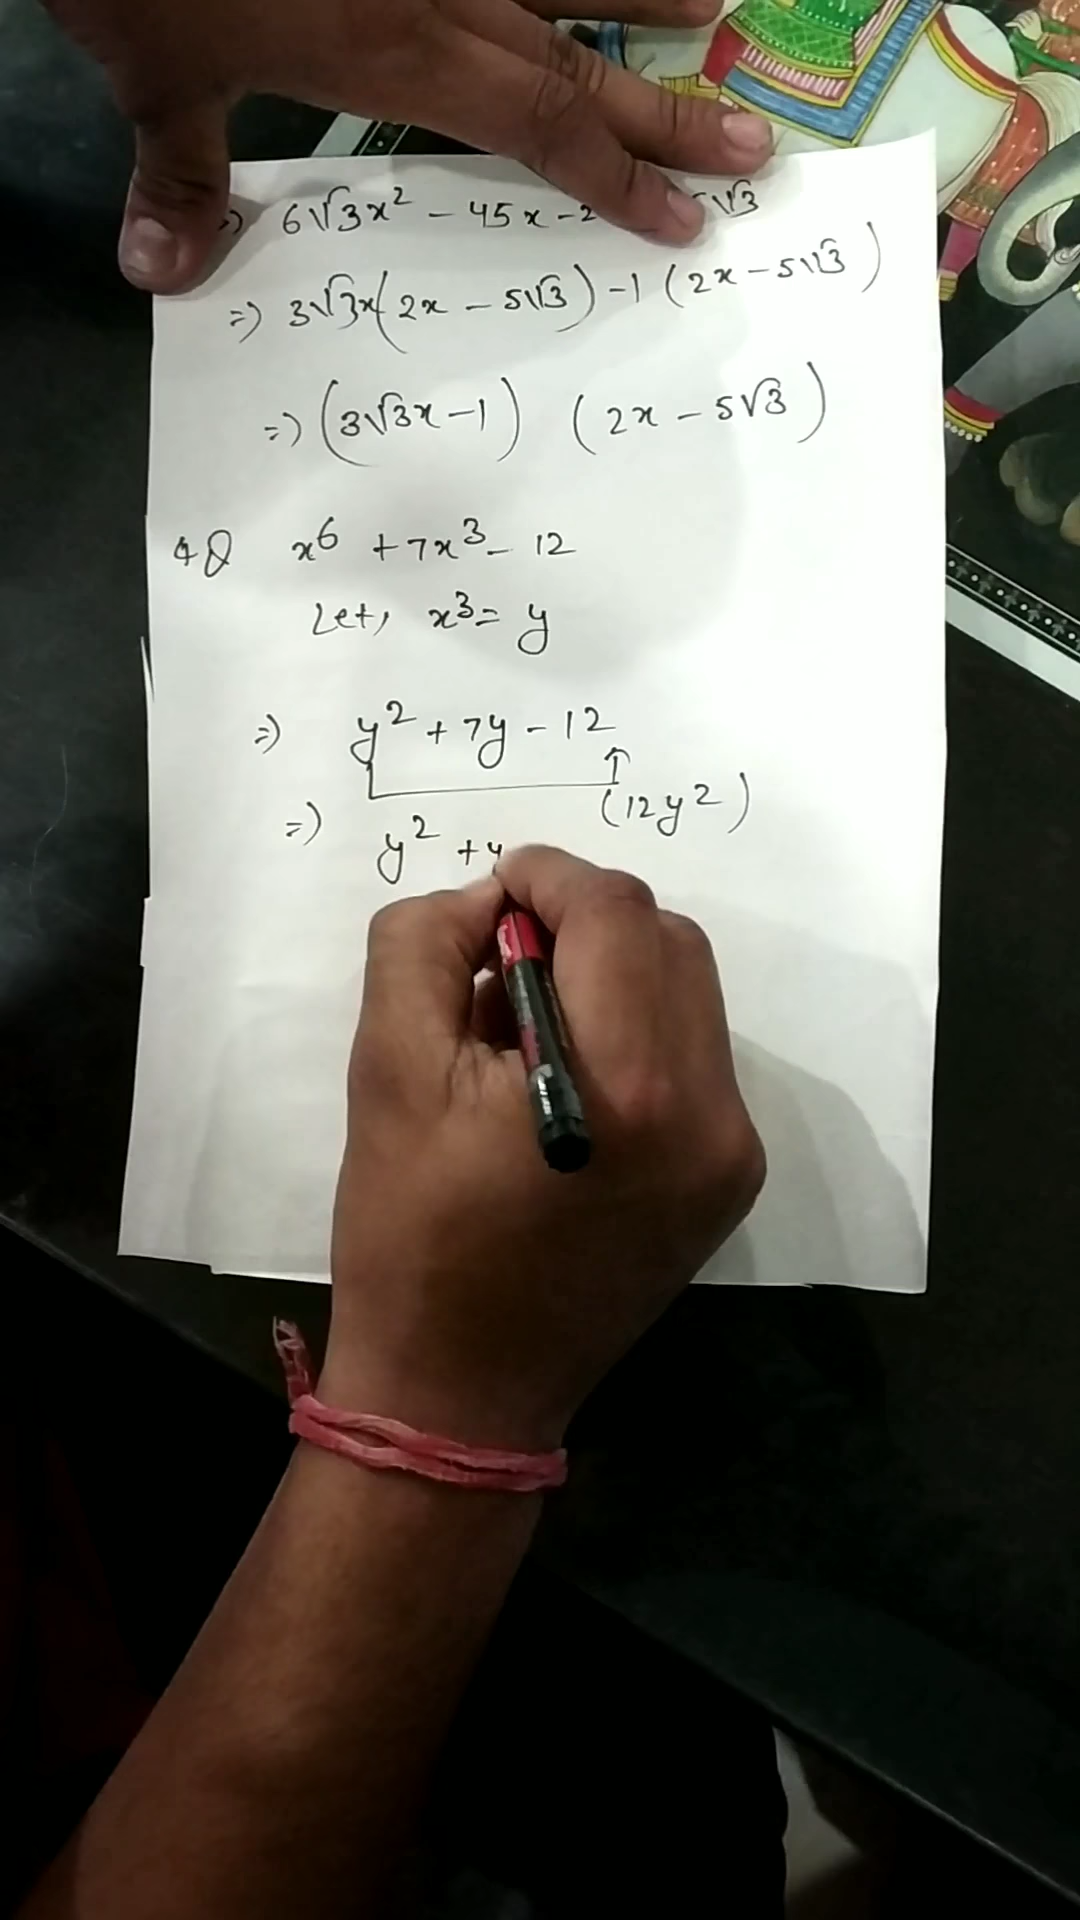 =) 6√3x² - 45x - 2 √3
=) 3√3x(2x - 5√3) - 1 (2x - 5√3)
=) (3√3x - 1) (2x - 5√3)
4Q x⁶ + 7x³ - 12
Let, x³ = y
=) y² + 7y - 12
(12y²)
=) y² + 4